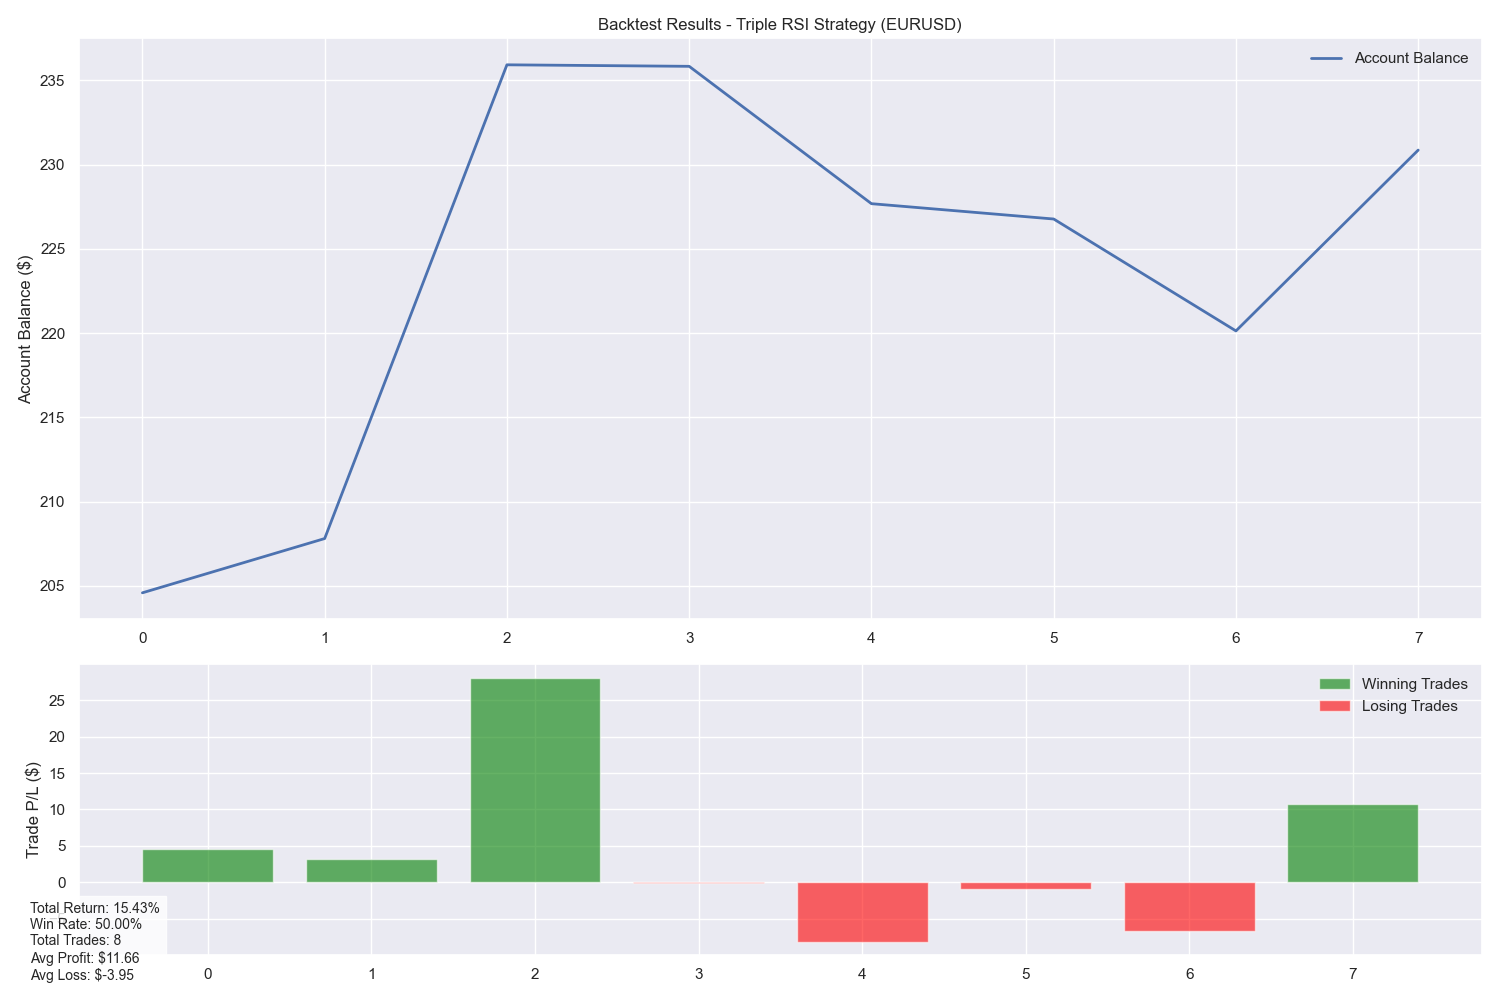 Backtest Results - Triple RSI Strategy (EURUSD)
Account Balance
Account Balance ($)
235
230
225
220
215
210
205
0 1 2 3 4 5 6 7
Winning Trades
Losing Trades
Trade P/L ($)
25
20
15
10
5
0
Total Return: 15.43%
Win Rate: 50.00%
Total Trades: 8
Avg Profit: $11.66
Avg Loss: $-3.95
0 1 2 3 4 5 6 7